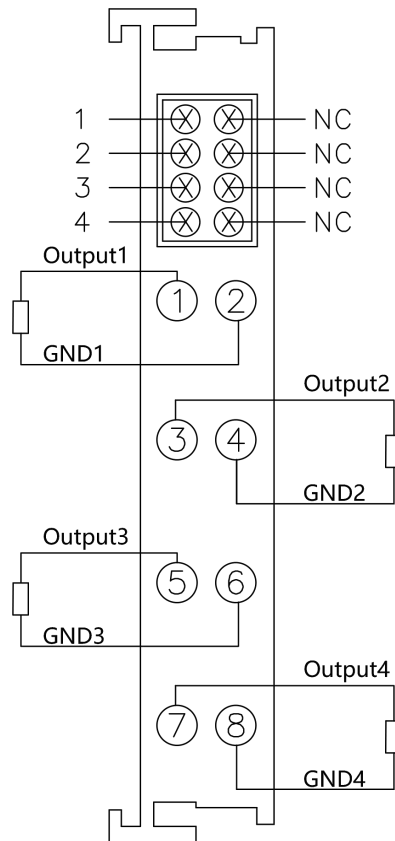 1 NC
2 NC
3 NC
4 NC
Output1
1 2
GND1
Output2
3 4
GND2
Output3
5 6
GND3
Output4
7 8
GND4